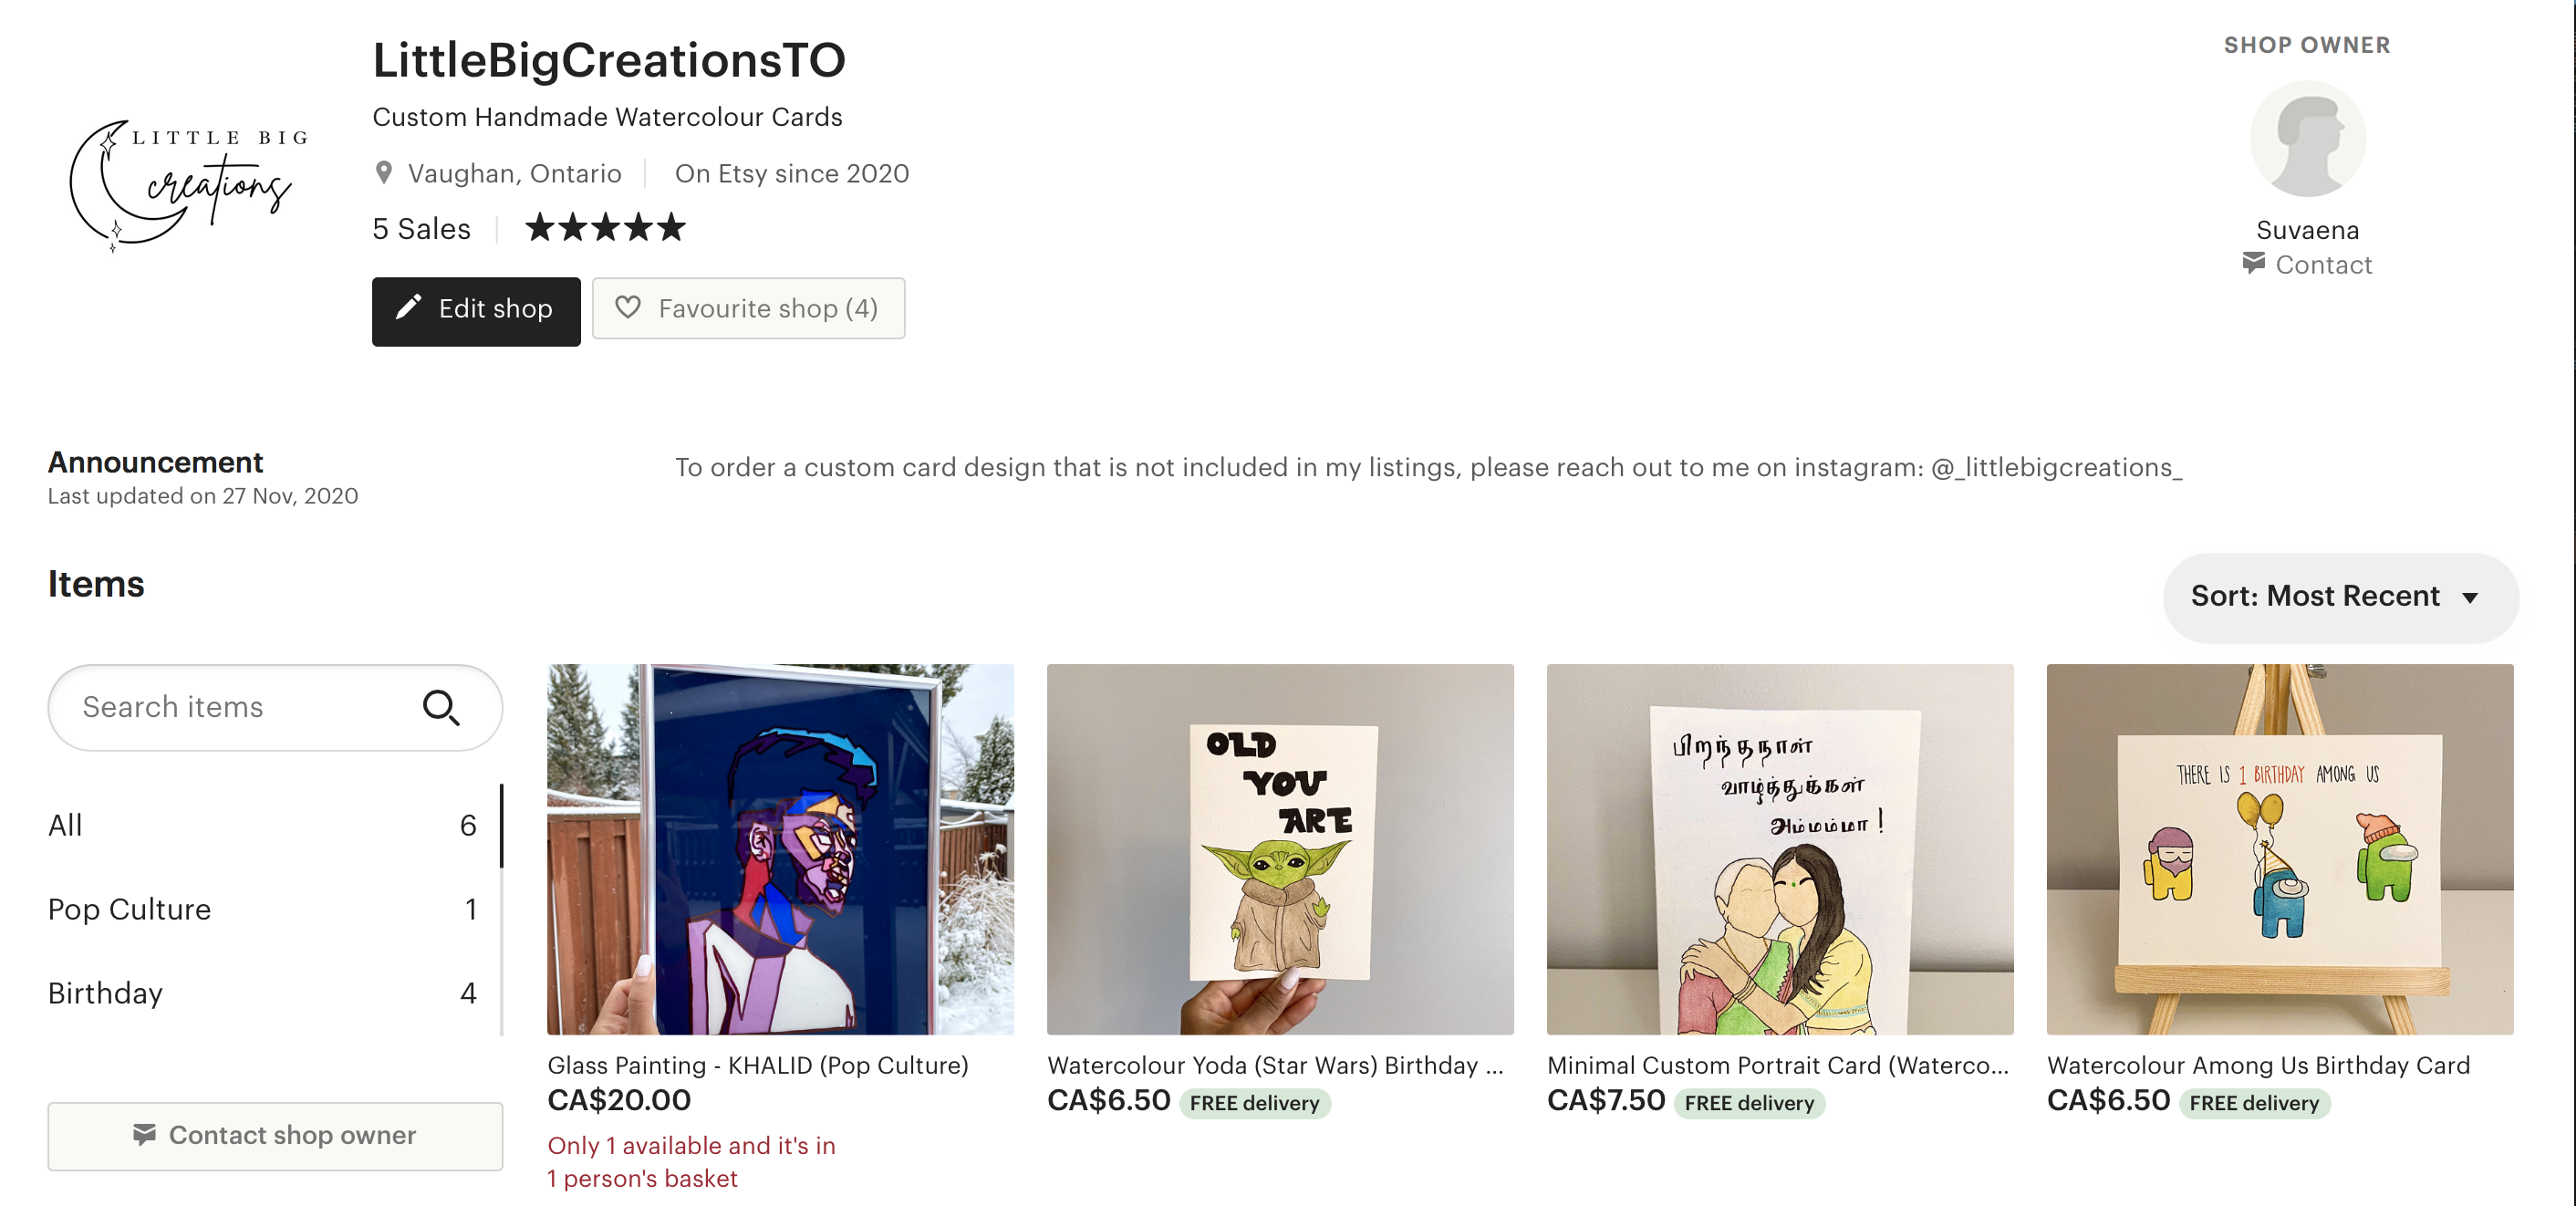 LITTLE BIG
creations
LittleBigCreationsTO
Custom Handmade Watercolour Cards
Vaughan, Ontario
On Etsy since 2020
5 Sales
Edit shop
Favourite shop (4)
SHOP OWNER
Suvaena
Contact
Announcement
Last updated on 27 Nov, 2020
To order a custom card design that is not included in my listings, please reach out to me on instagram: @_littlebigcreations_
Items
Sort: Most Recent
Search items
All 6
Pop Culture 1
Birthday 4
Contact shop owner
Glass Painting - KHALID (Pop Culture)
CA$20.00
Only 1 available and it's in
1 person's basket
OLD
YOU
ARE
Watercolour Yoda (Star Wars) Birthday ...
CA$6.50 FREE delivery
பிறந்தநாள்
வாழ்த்துக்கள்
அம்மம்மா!
Minimal Custom Portrait Card (Waterco...
CA$7.50 FREE delivery
THERE IS 1 BIRTHDAY AMONG US
Watercolour Among Us Birthday Card
CA$6.50 FREE delivery